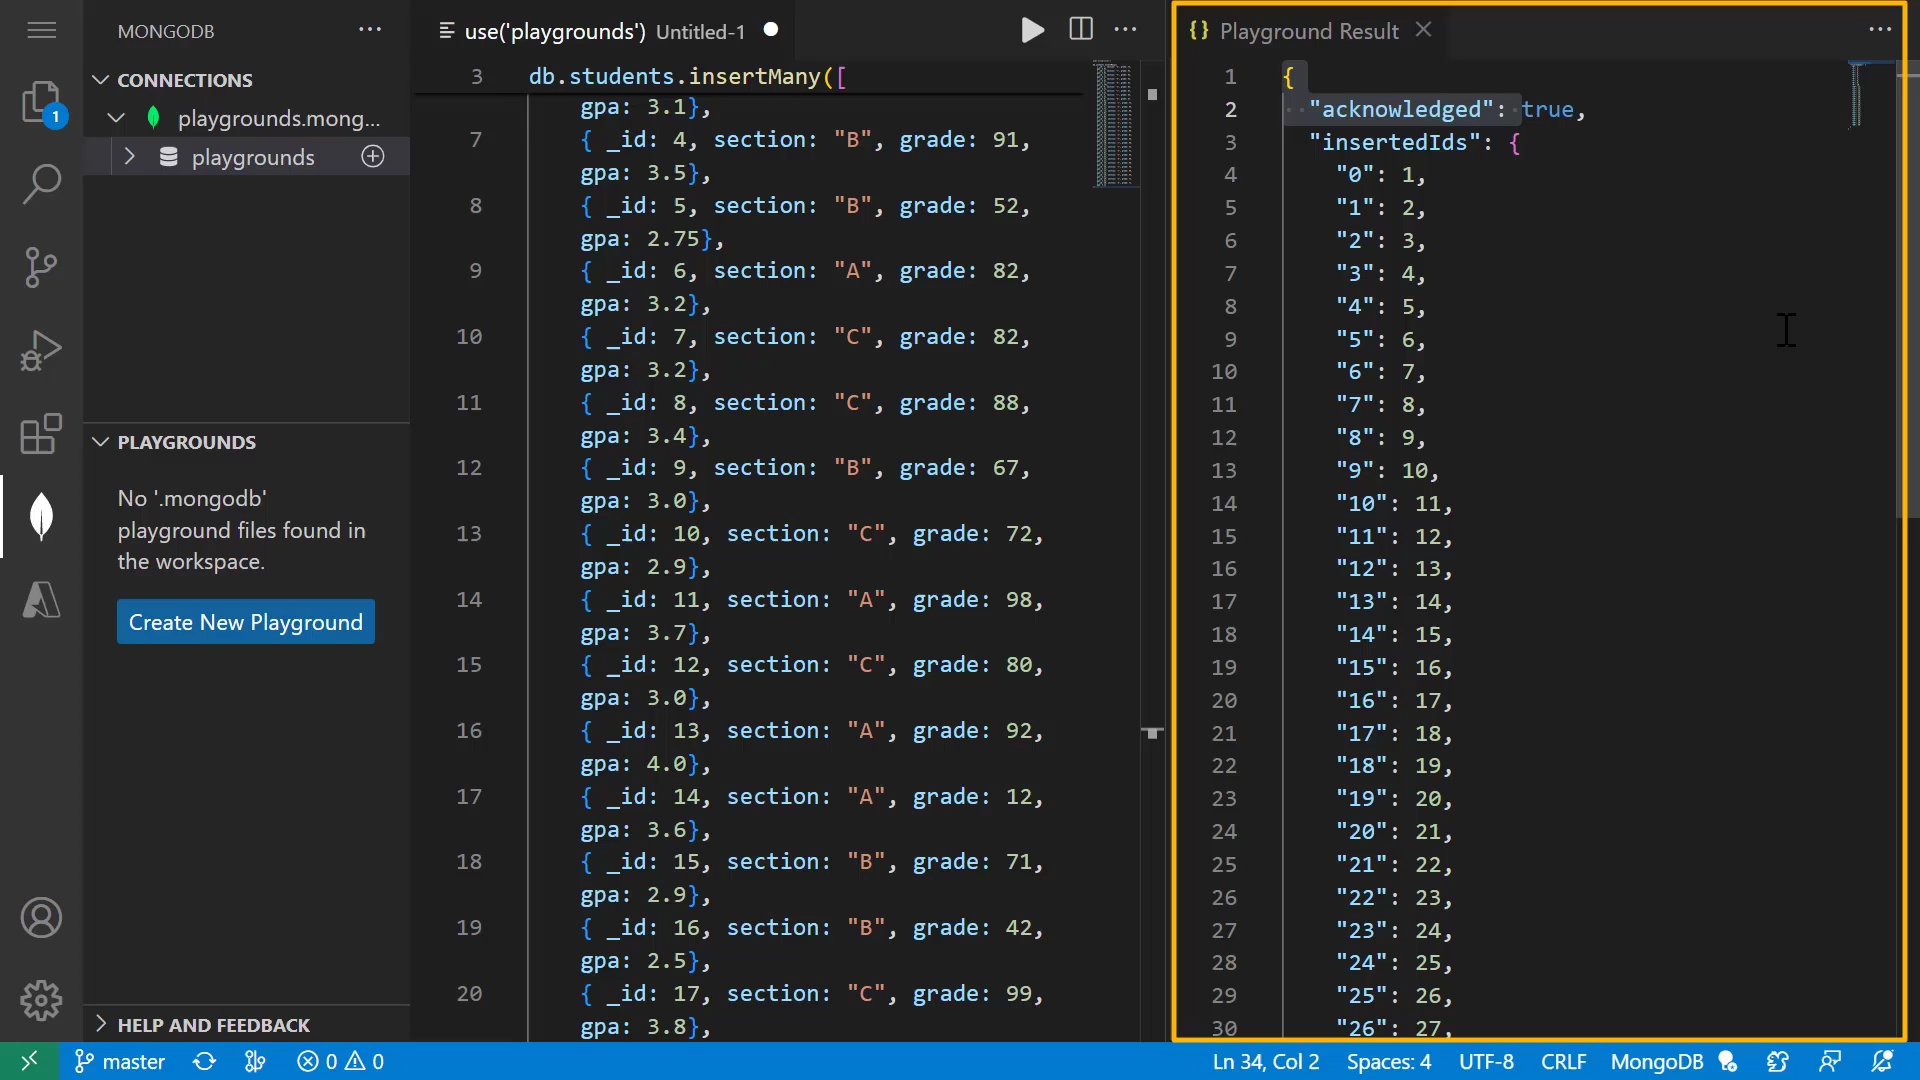 MONGODB
CONNECTIONS
playgrounds.mong...
playgrounds
PLAYGROUNDS
No '.mongodb'
playground files found in
the workspace.
Create New Playground
HELP AND FEEDBACK
1
use('playgrounds') Untitled-1
3 db.students.insertMany([
gpa: 3.1},
7 { _id: 4, section: "B", grade: 91,
gpa: 3.5},
8 { _id: 5, section: "B", grade: 52,
gpa: 2.75},
9 { _id: 6, section: "A", grade: 82,
gpa: 3.2},
10 { _id: 7, section: "C", grade: 82,
gpa: 3.2},
11 { _id: 8, section: "C", grade: 88,
gpa: 3.4},
12 { _id: 9, section: "B", grade: 67,
gpa: 3.0},
13 { _id: 10, section: "C", grade: 72,
gpa: 2.9},
14 { _id: 11, section: "A", grade: 98,
gpa: 3.7},
15 { _id: 12, section: "C", grade: 80,
gpa: 3.0},
16 { _id: 13, section: "A", grade: 92,
gpa: 4.0},
17 { _id: 14, section: "A", grade: 12,
gpa: 3.6},
18 { _id: 15, section: "B", grade: 71,
gpa: 2.9},
19 { _id: 16, section: "B", grade: 42,
gpa: 2.5},
20 { _id: 17, section: "C", grade: 99,
gpa: 3.8},
{} Playground Result
1 {
2 "acknowledged": true,
3 "insertedIds": {
4 "0": 1,
5 "1": 2,
6 "2": 3,
7 "3": 4,
8 "4": 5,
9 "5": 6,
10 "6": 7,
11 "7": 8,
12 "8": 9,
13 "9": 10,
14 "10": 11,
15 "11": 12,
16 "12": 13,
17 "13": 14,
18 "14": 15,
19 "15": 16,
20 "16": 17,
21 "17": 18,
22 "18": 19,
23 "19": 20,
24 "20": 21,
25 "21": 22,
26 "22": 23,
27 "23": 24,
28 "24": 25,
29 "25": 26,
30 "26": 27,
master 0 0 Ln 34, Col 2 Spaces: 4 UTF-8 CRLF MongoDB